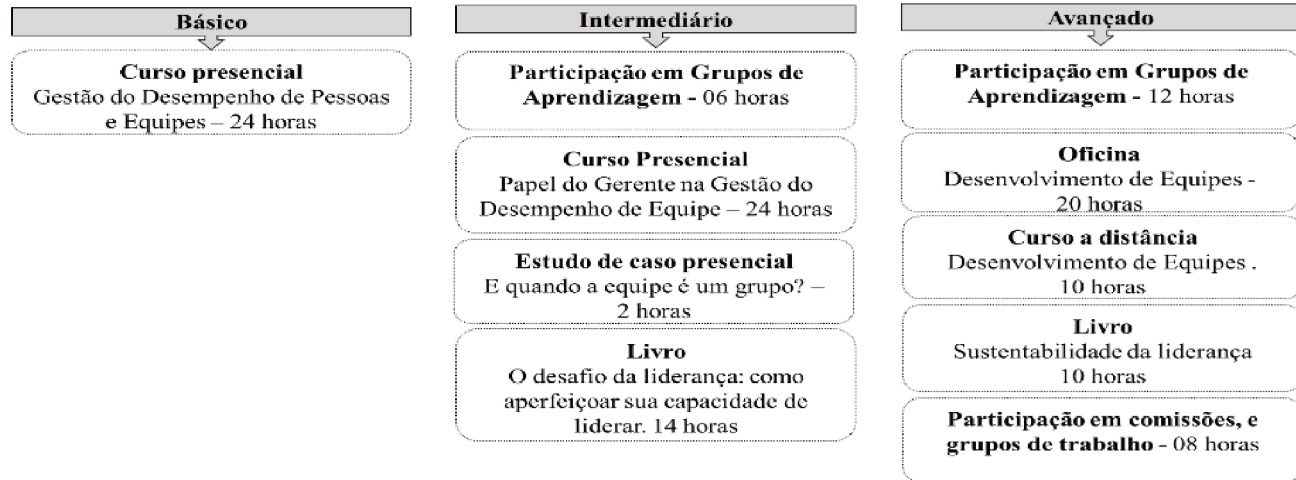 Básico
Curso presencial
Gestão do Desempenho de Pessoas
e Equipes – 24 horas
Intermediário
Participação em Grupos de
Aprendizagem - 06 horas
Curso Presencial
Papel do Gerente na Gestão do
Desempenho de Equipe – 24 horas
Estudo de caso presencial
E quando a equipe é um grupo? –
2 horas
Livro
O desafio da liderança: como
aperfeiçoar sua capacidade de
liderar. 14 horas
Avançado
Participação em Grupos de
Aprendizagem - 12 horas
Oficina
Desenvolvimento de Equipes -
20 horas
Curso a distância
Desenvolvimento de Equipes .
10 horas
Livro
Sustentabilidade da liderança
10 horas
Participação em comissões, e
grupos de trabalho - 08 horas